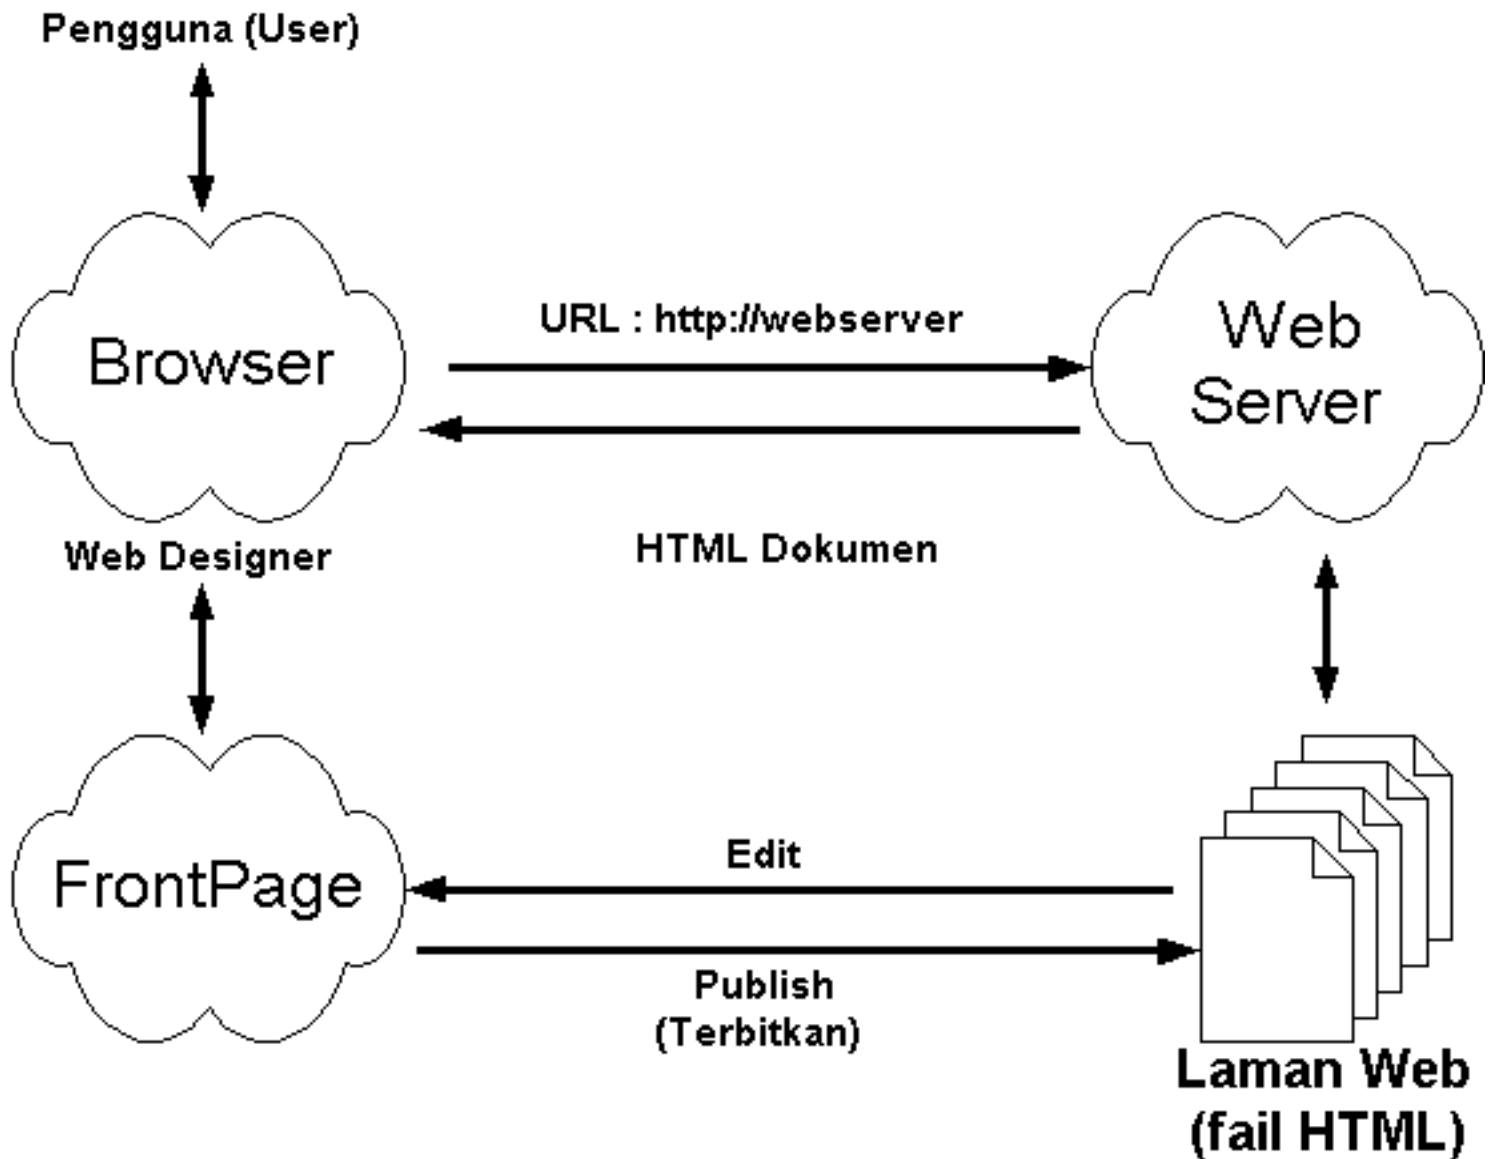 Pengguna (User)
Browser
URL : http://webserver
Web
Server
HTML Dokumen
Web Designer
FrontPage
Edit
Publish
(Terbitkan)
Laman Web
(fail HTML)